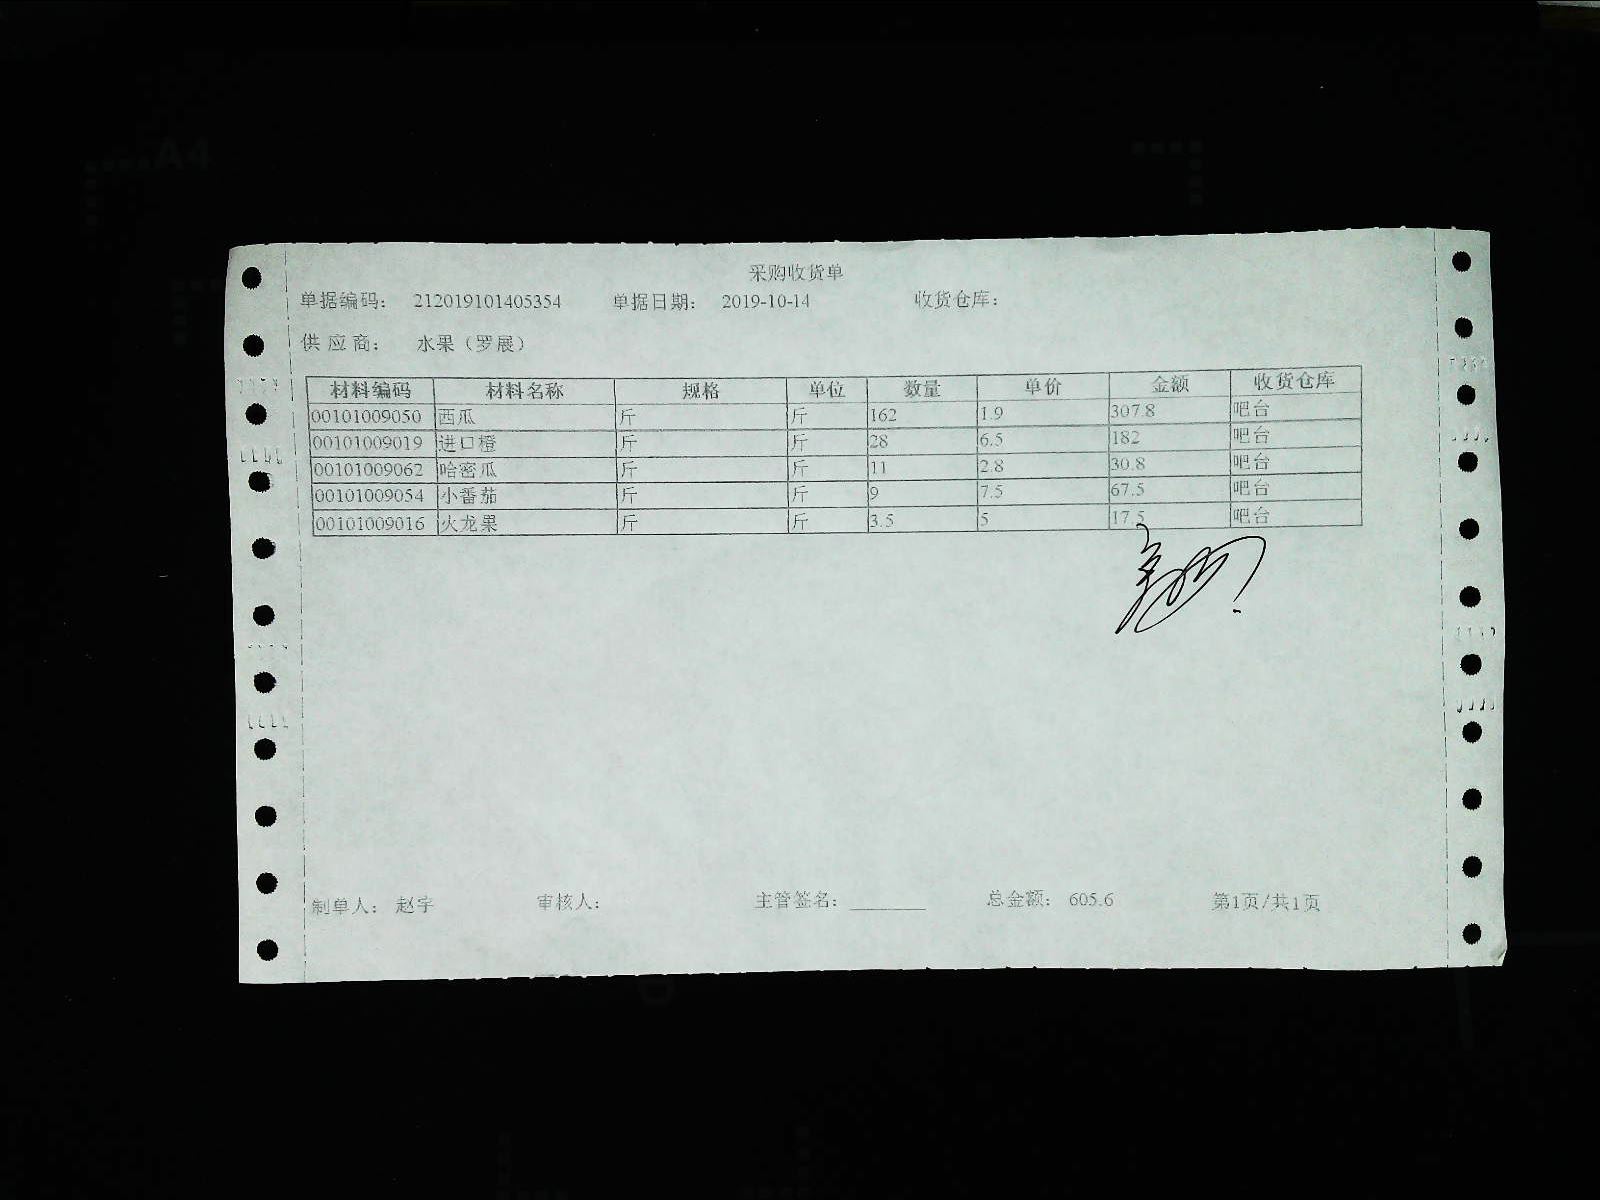 采购收货单
单据编码： 212019101405354 单据日期： 2019-10-14 收货仓库：
供应商： 水果（罗展）
材料编码 材料名称 规格 单位 数量 单价 金额 收货仓库
00101009050 西瓜 斤 斤 162 1.9 307.8 吧台
00101009019 进口橙 斤 斤 28 6.5 182 吧台
00101009062 哈密瓜 斤 斤 11 2.8 30.8 吧台
00101009054 小番茄 斤 斤 9 7.5 67.5 吧台
00101009016 火龙果 斤 斤 3.5 5 17.5 吧台
制单人： 赵宇 审核人： 主管签名： 总金额： 605.6 第1页/共1页